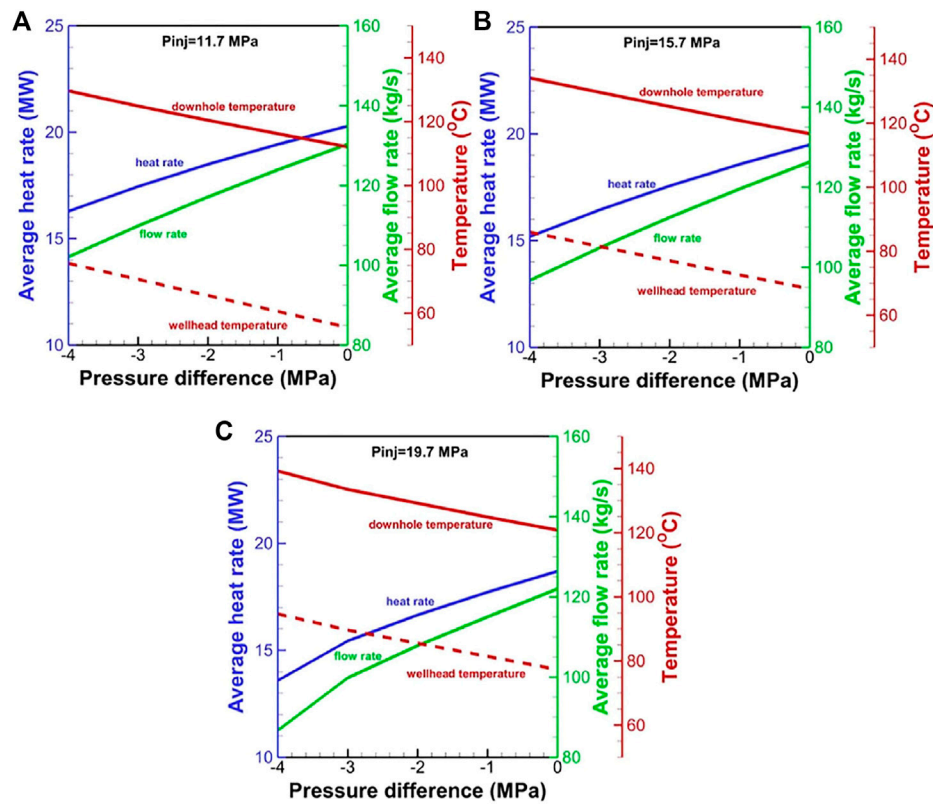 A
Pinj=11.7 MPa
25
20
15
10
Average heat rate (MW)
downhole temperature
heat rate
flow rate
wellhead temperature
160
140
120
100
80
Average flow rate (kg/s)
140
120
100
80
60
Temperature (°C)
-4 -3 -2 -1 0
Pressure difference (MPa)
B
Pinj=15.7 MPa
25
20
15
10
Average heat rate (MW)
downhole temperature
heat rate
flow rate
wellhead temperature
160
140
120
100
80
Average flow rate (kg/s)
140
120
100
80
60
Temperature (°C)
-4 -3 -2 -1 0
Pressure difference (MPa)
C
Pinj=19.7 MPa
25
20
15
10
Average heat rate (MW)
downhole temperature
heat rate
flow rate
wellhead temperature
160
140
120
100
80
Average flow rate (kg/s)
140
120
100
80
60
Temperature (°C)
-4 -3 -2 -1 0
Pressure difference (MPa)